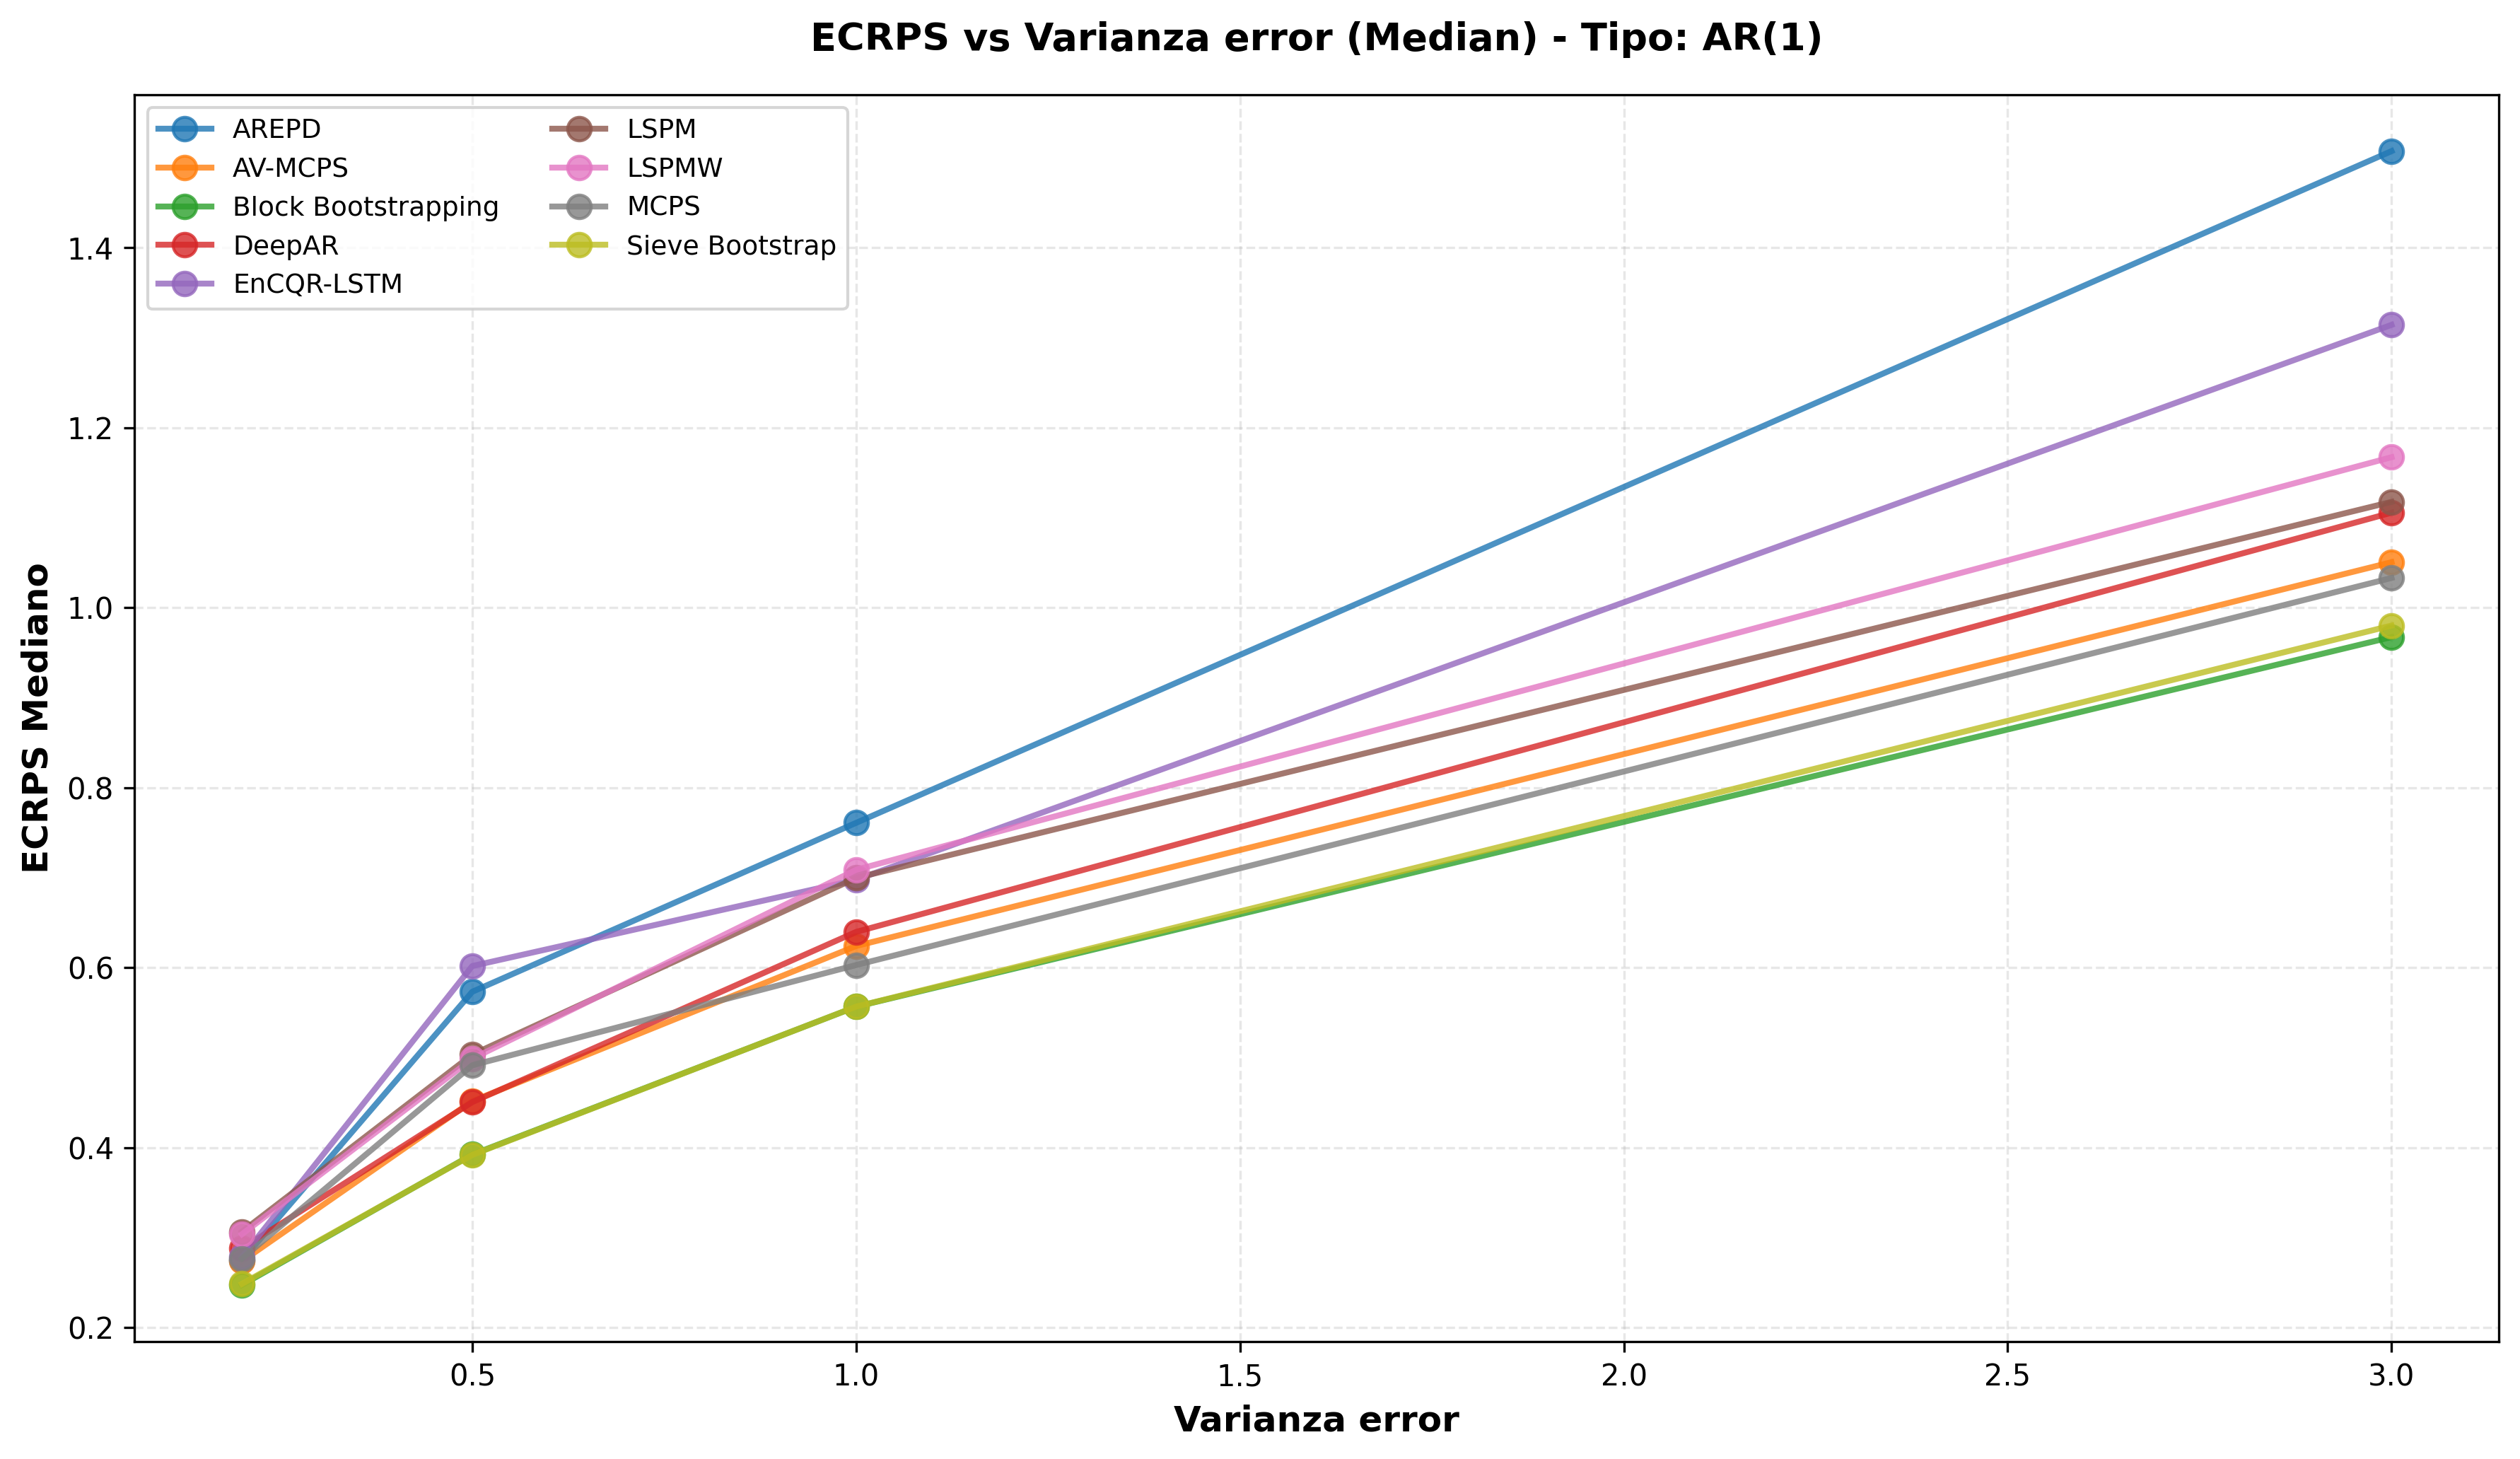 ECRPS vs Varianza error (Median) - Tipo: AR(1)
AREPD
AV-MCPS
Block Bootstrapping
DeepAR
EnCQR-LSTM
LSPM
LSPMW
MCPS
Sieve Bootstrap
ECRPS Mediano
1.4
1.2
1.0
0.8
0.6
0.4
0.2
0.5 1.0 1.5 2.0 2.5 3.0
Varianza error